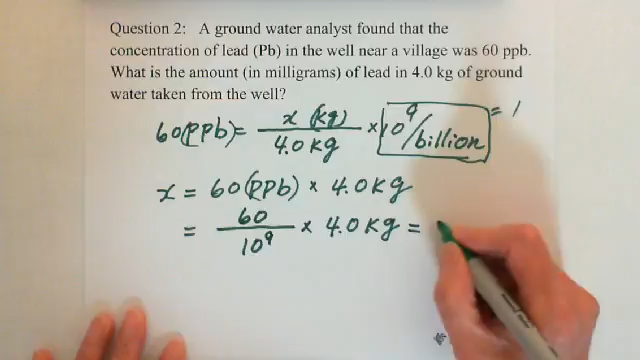 Question 2: A ground water analyst found that the
concentration of lead (Pb) in the well near a village was 60 ppb.
What is the amount (in milligrams) of lead in 4.0 kg of ground
water taken from the well?
60(ppb) = x (kg) / 4.0 kg × 10^9/billion = 1
x = 60(ppb) × 4.0 kg
= 60 / 10^9 × 4.0 kg =